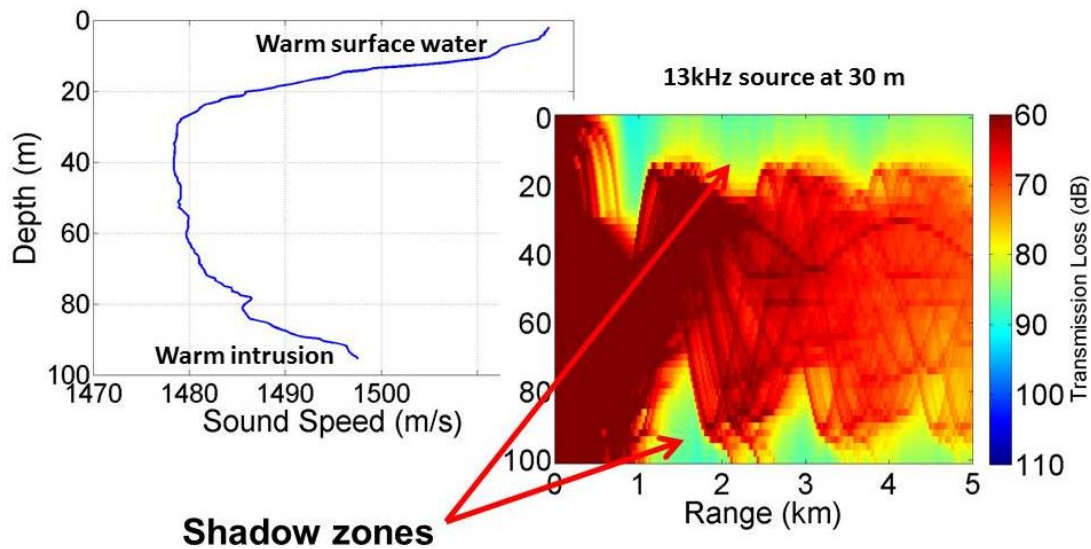 0
20
40
60
80
100
Depth (m)
Warm surface water
Warm intrusion
1470 1480 1490 1500
Sound Speed (m/s)
13kHz source at 30 m
0
20
40
60
80
100
0 1 2 3 4 5
Range (km)
60
70
80
90
100
110
Transmission Loss (dB)
Shadow zones